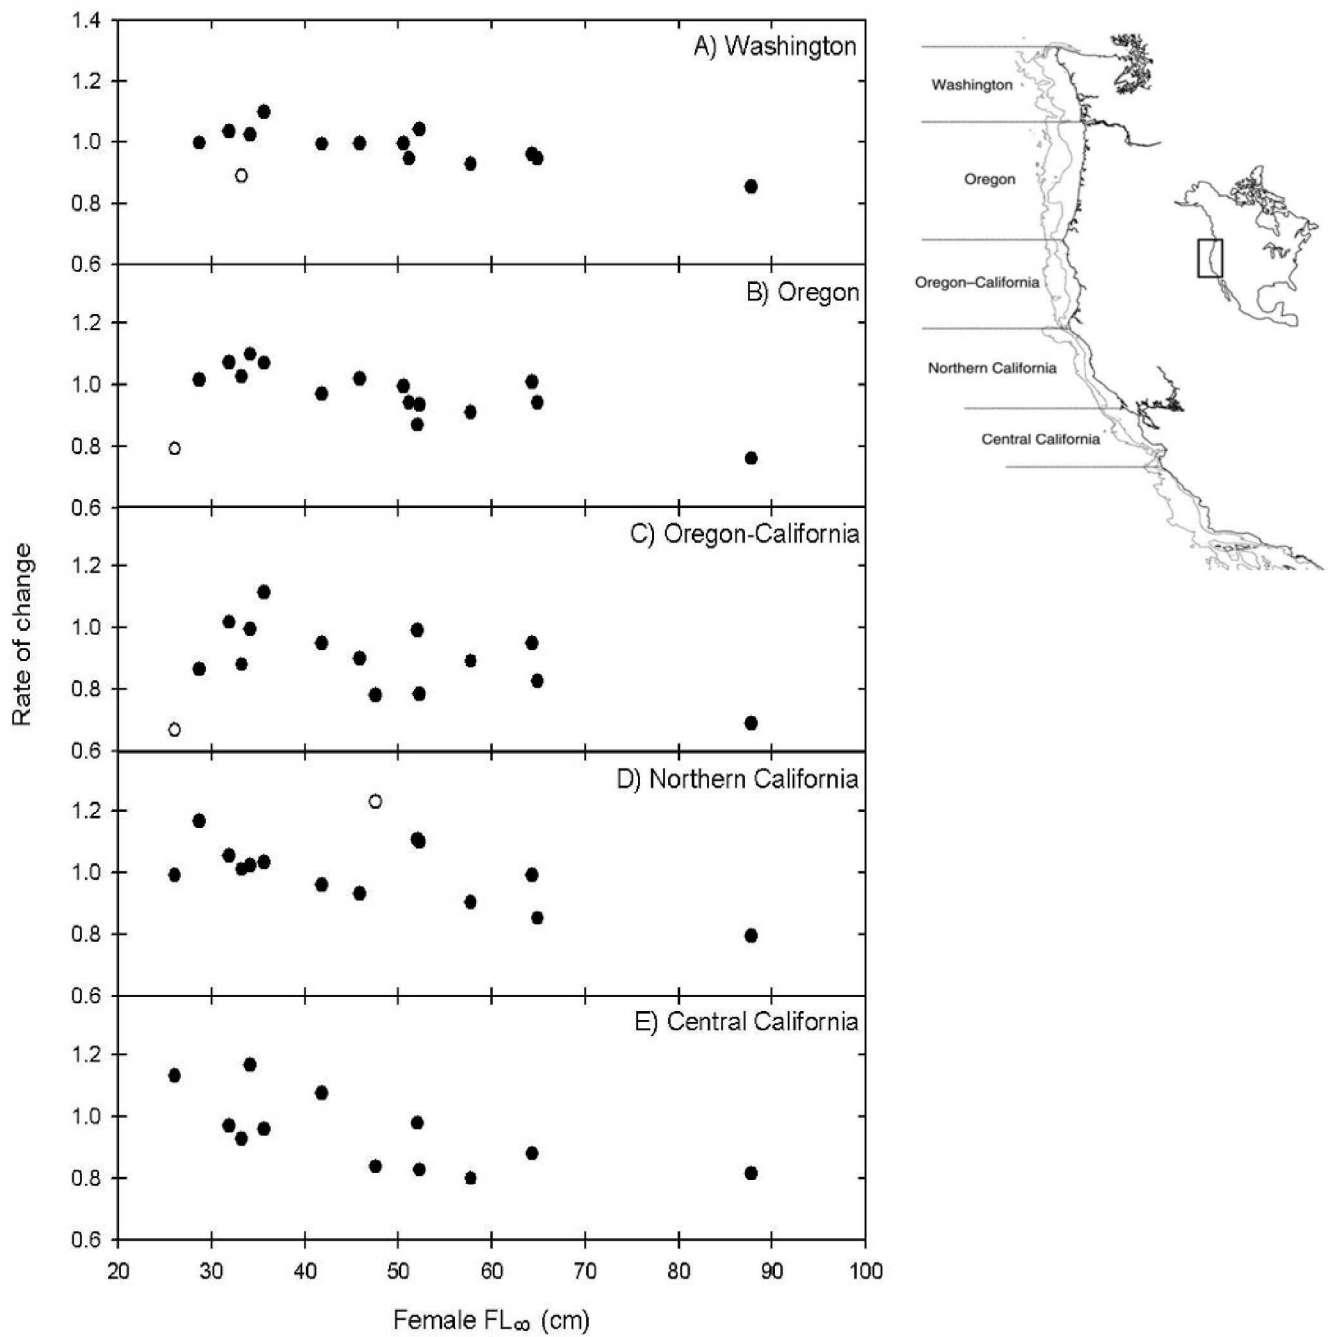 1.4
A) Washington
1.2
1.0
0.8
0.6
B) Oregon
1.2
1.0
0.8
0.6
C) Oregon-California
1.2
1.0
0.8
0.6
D) Northern California
1.2
1.0
0.8
0.6
E) Central California
1.2
1.0
0.8
0.6
20 30 40 50 60 70 80 90 100
Rate of change
Female FL∞ (cm)
Washington
Oregon
Oregon–California
Northern California
Central California